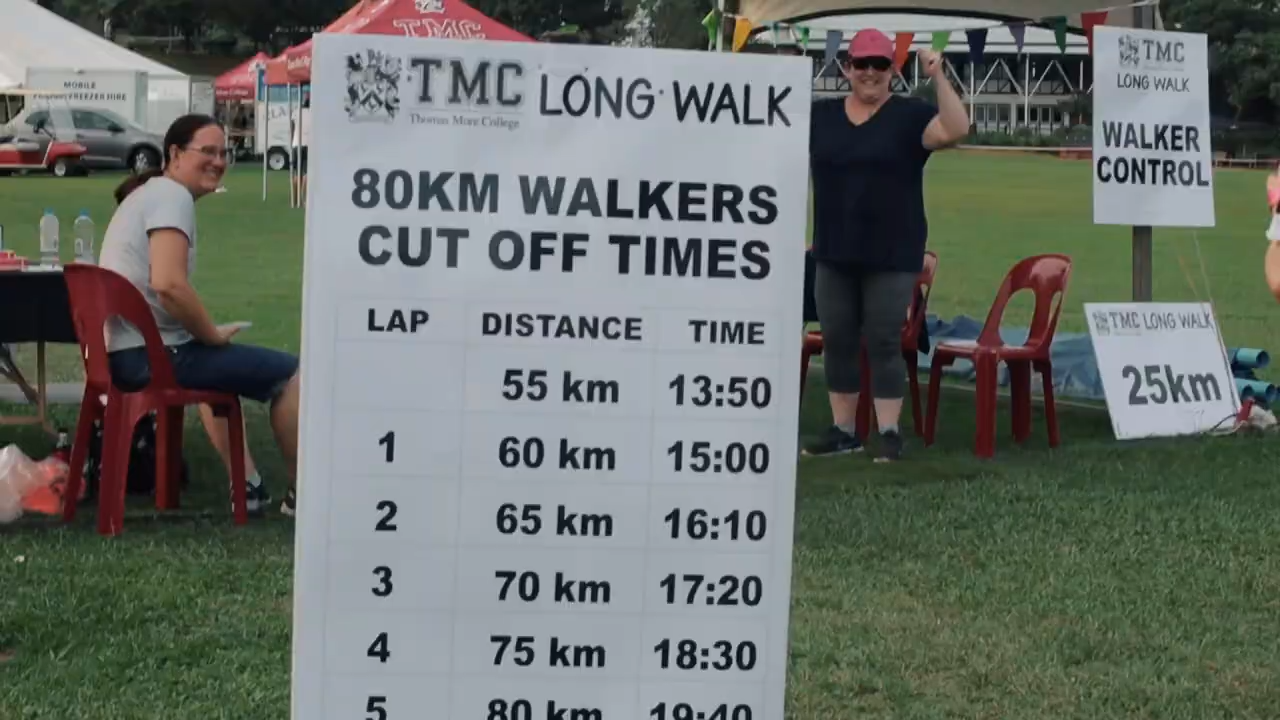 TMC
MOBILE
TMC LONG WALK
Thomas More College
80KM WALKERS
CUT OFF TIMES
LAP DISTANCE TIME
55 km 13:50
1 60 km 15:00
2 65 km 16:10
3 70 km 17:20
4 75 km 18:30
5 80 km 19:40
TMC
LONG WALK
WALKER
CONTROL
TMC LONG WALK
25km